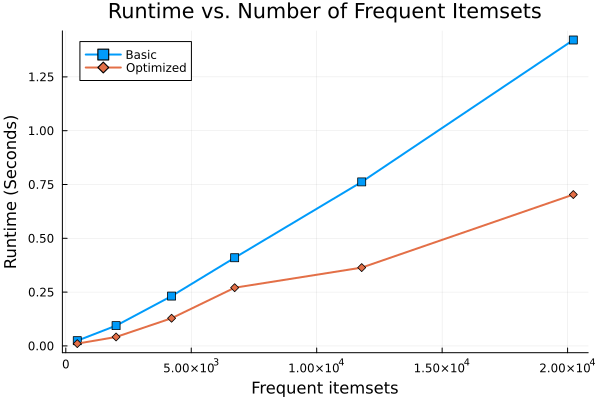 Runtime vs. Number of Frequent Itemsets
Basic
Optimized
Runtime (Seconds)
1.25
1.00
0.75
0.50
0.25
0.00
0 5.00×10³ 1.00×10⁴ 1.50×10⁴ 2.00×10⁴
Frequent itemsets